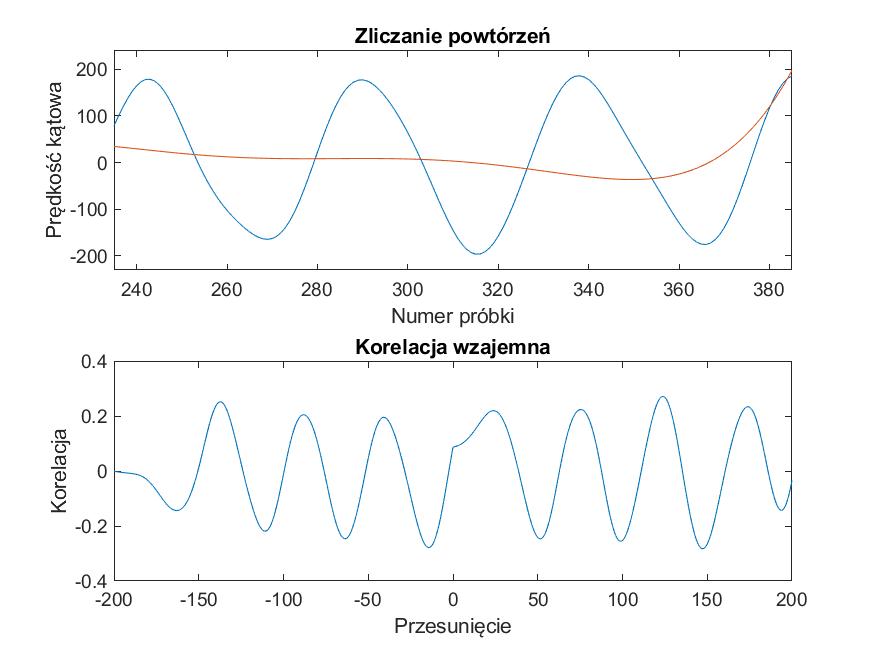 Zliczanie powtórzeń
Prędkość kątowa
200
100
0
-100
-200
240 260 280 300 320 340 360 380
Numer próbki
Korelacja wzajemna
Korelacja
0.4
0.2
0
-0.2
-0.4
-200 -150 -100 -50 0 50 100 150 200
Przesunięcie